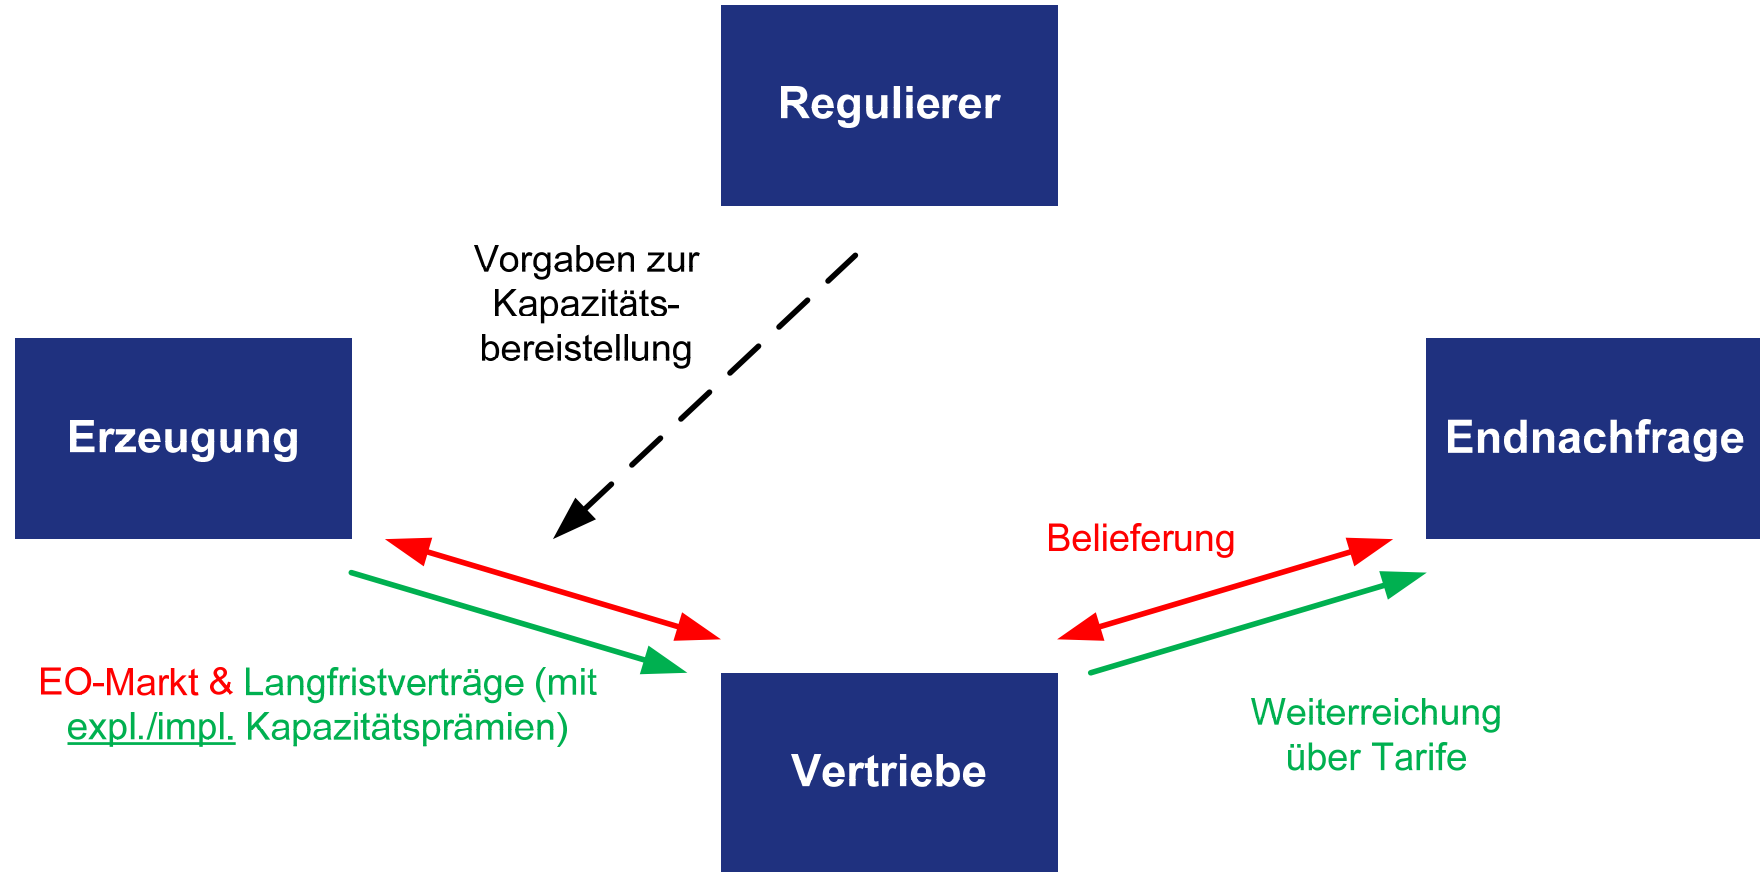 Regulierer
Vorgaben zur
Kapazitäts-
bereistellung
Erzeugung
Endnachfrage
Belieferung
EO-Markt & Langfristverträge (mit
expl./impl. Kapazitätsprämien)
Weiterreichung
über Tarife
Vertriebe